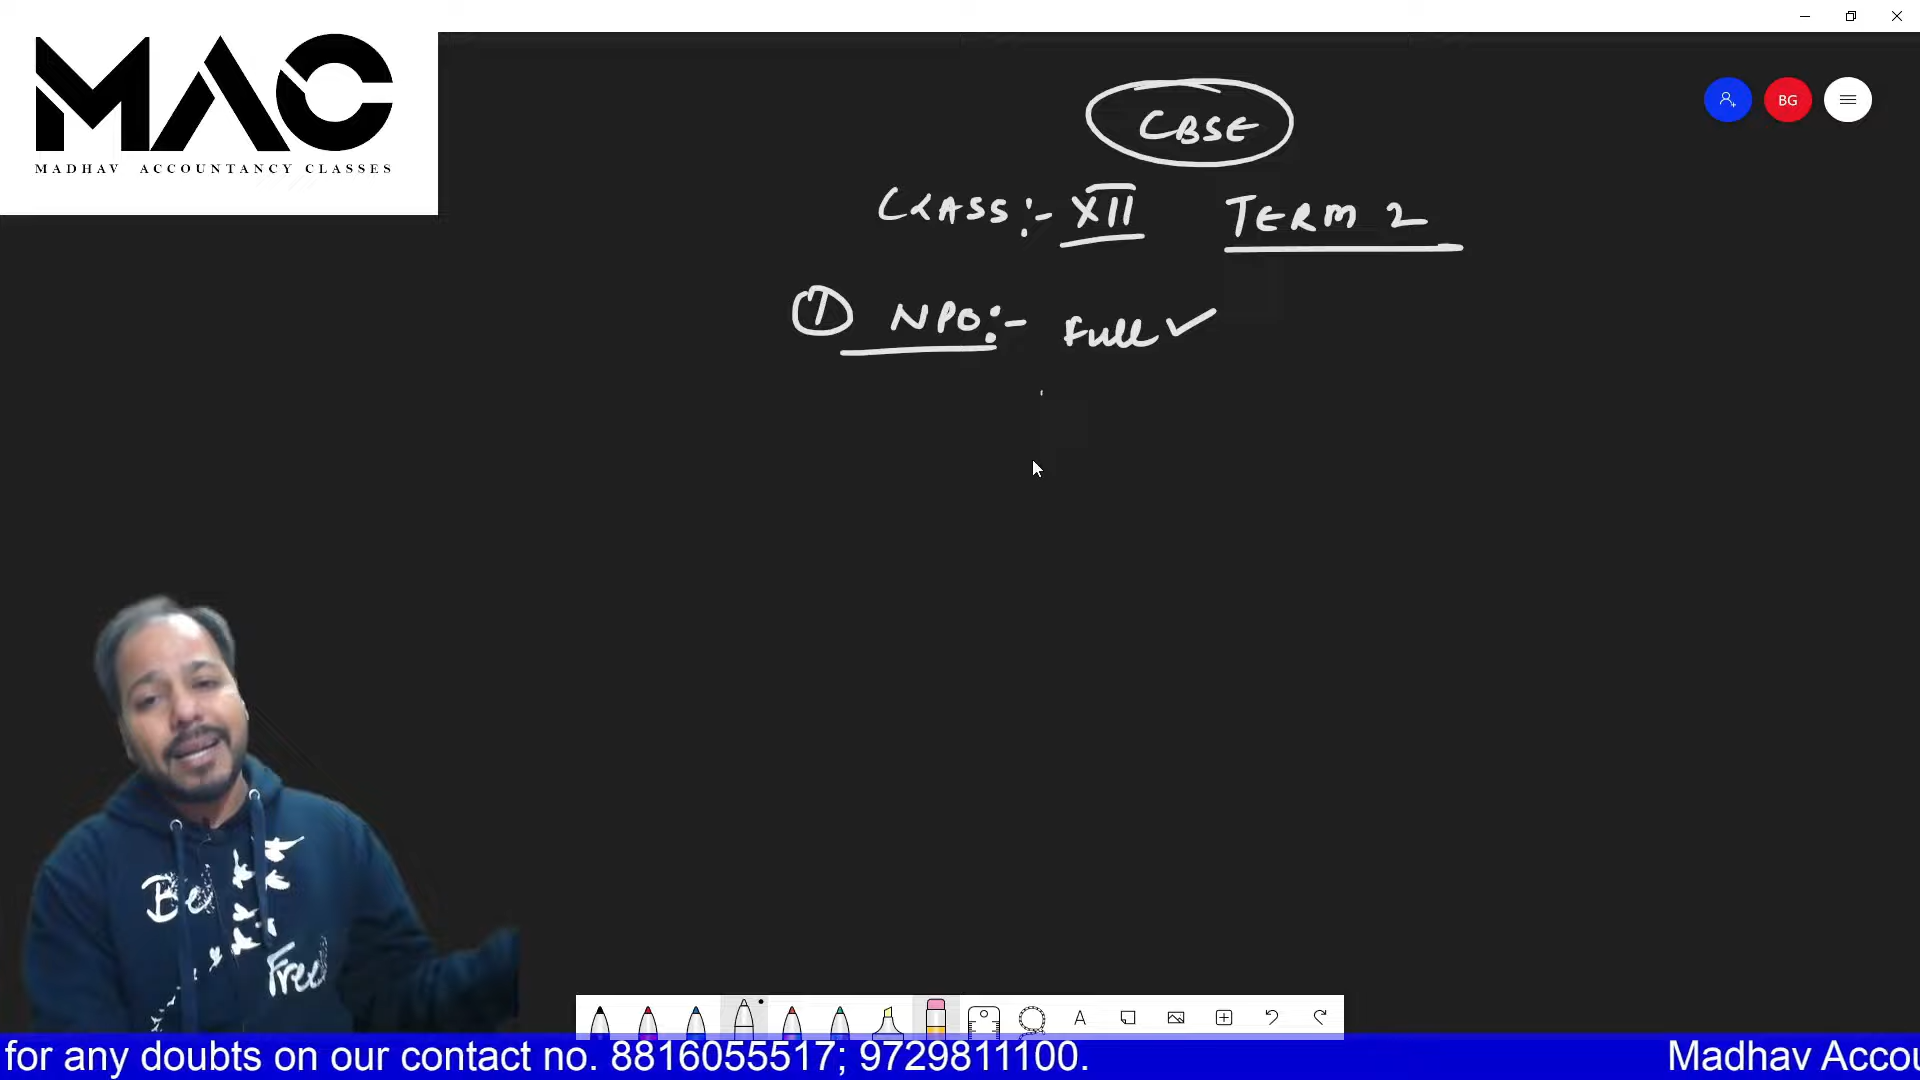 MAC
MADHAV ACCOUNTANCY CLASSES
BG
CBSE
CLASS:- XII TERM 2
① NPO:- Full ✓
Be
Free
A
for any doubts on our contact no. 8816055517; 9729811100. Madhav Accou